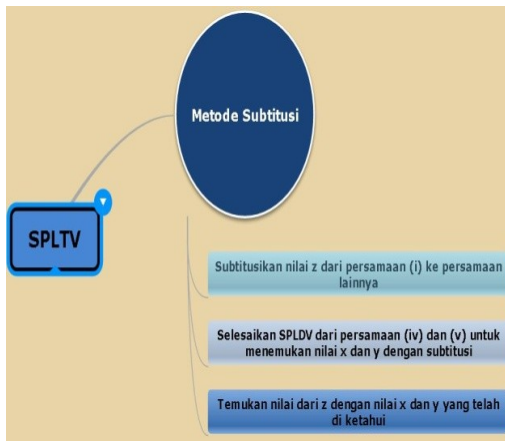 Metode Subtitusi
SPLTV
Subtitusikan nilai z dari persamaan (i) ke persamaan
lainnya
Selesaikan SPLDV dari persamaan (iv) dan (v) untuk
menemukan nilai x dan y dengan subtitusi
Temukan nilai dari z dengan nilai x dan y yang telah
di ketahui